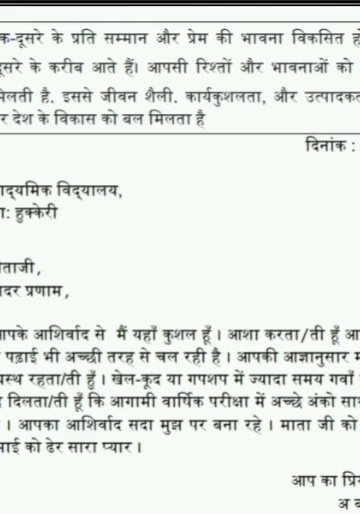 क-दूसरे के प्रति सम्मान और प्रेम की भावना विकसित
दूसरे के करीब आते हैं। आपसी रिश्तों और भावनाओं को
मिलती है. इससे जीवन शैली. कार्यकुशलता, और उत्पादकत
र देश के विकास को बल मिलता है
दिनांक :
विद्यालय,
हुक्केरी
ताजी,
दर प्रणाम,
आपके आशिर्वाद से मैं यहाँ कुशल हूँ । आशा करता/ती हूँ
पढ़ाई भी अच्छी तरह से चल रही है । आपकी आज्ञानुसार
रहता/ती हुँ । खेल-कूद या गपशप में ज्यादा समय गवाँ
दिलता/ती हूँ कि आगामी वार्षिक परीक्षा में अच्छे अंको
। आपका आशिर्वाद सदा मुझ पर बना रहे । माता जी को
भाई को ढेर सारा प्यार ।
आप का
अ